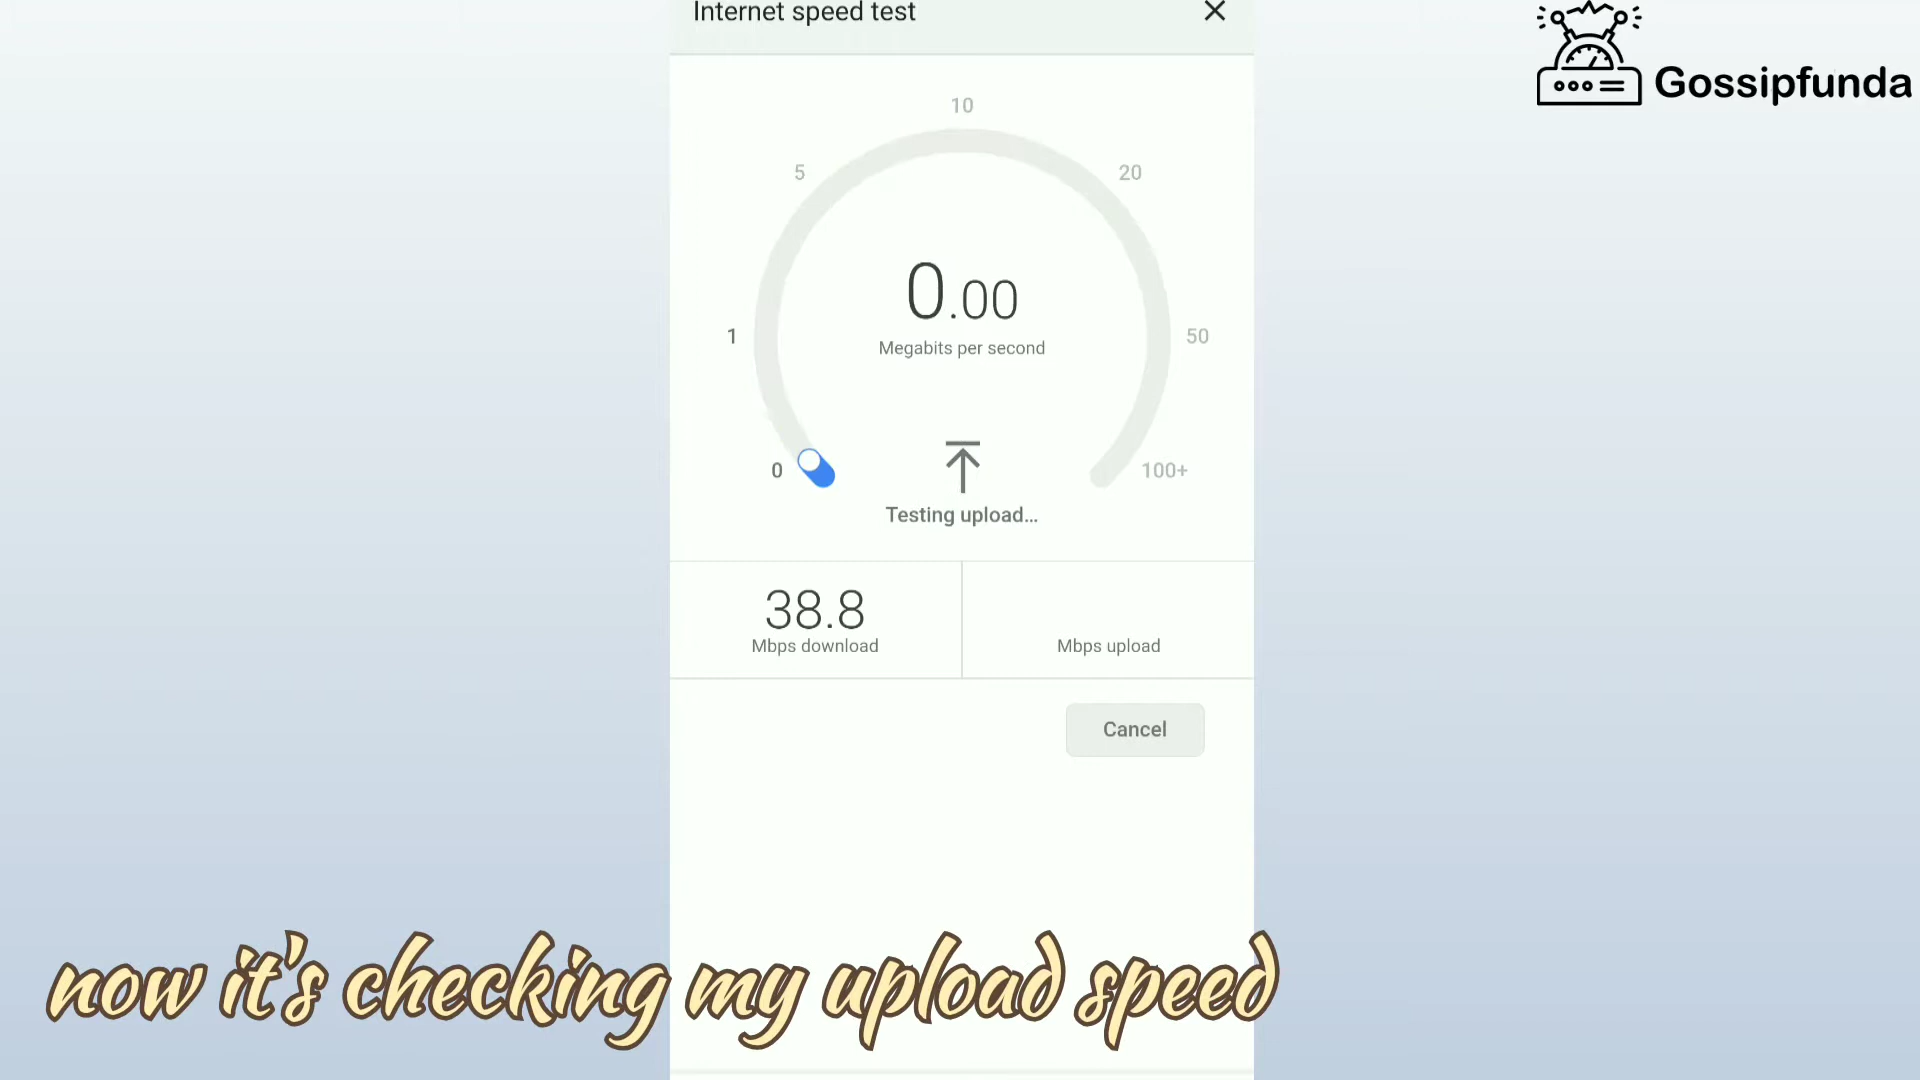 Internet speed test
Gossipfunda
10
5
20
0.00
Megabits per second
1
50
0
100+
Testing upload...
38.8
Mbps download
Mbps upload
Cancel
now it's checking my upload speed